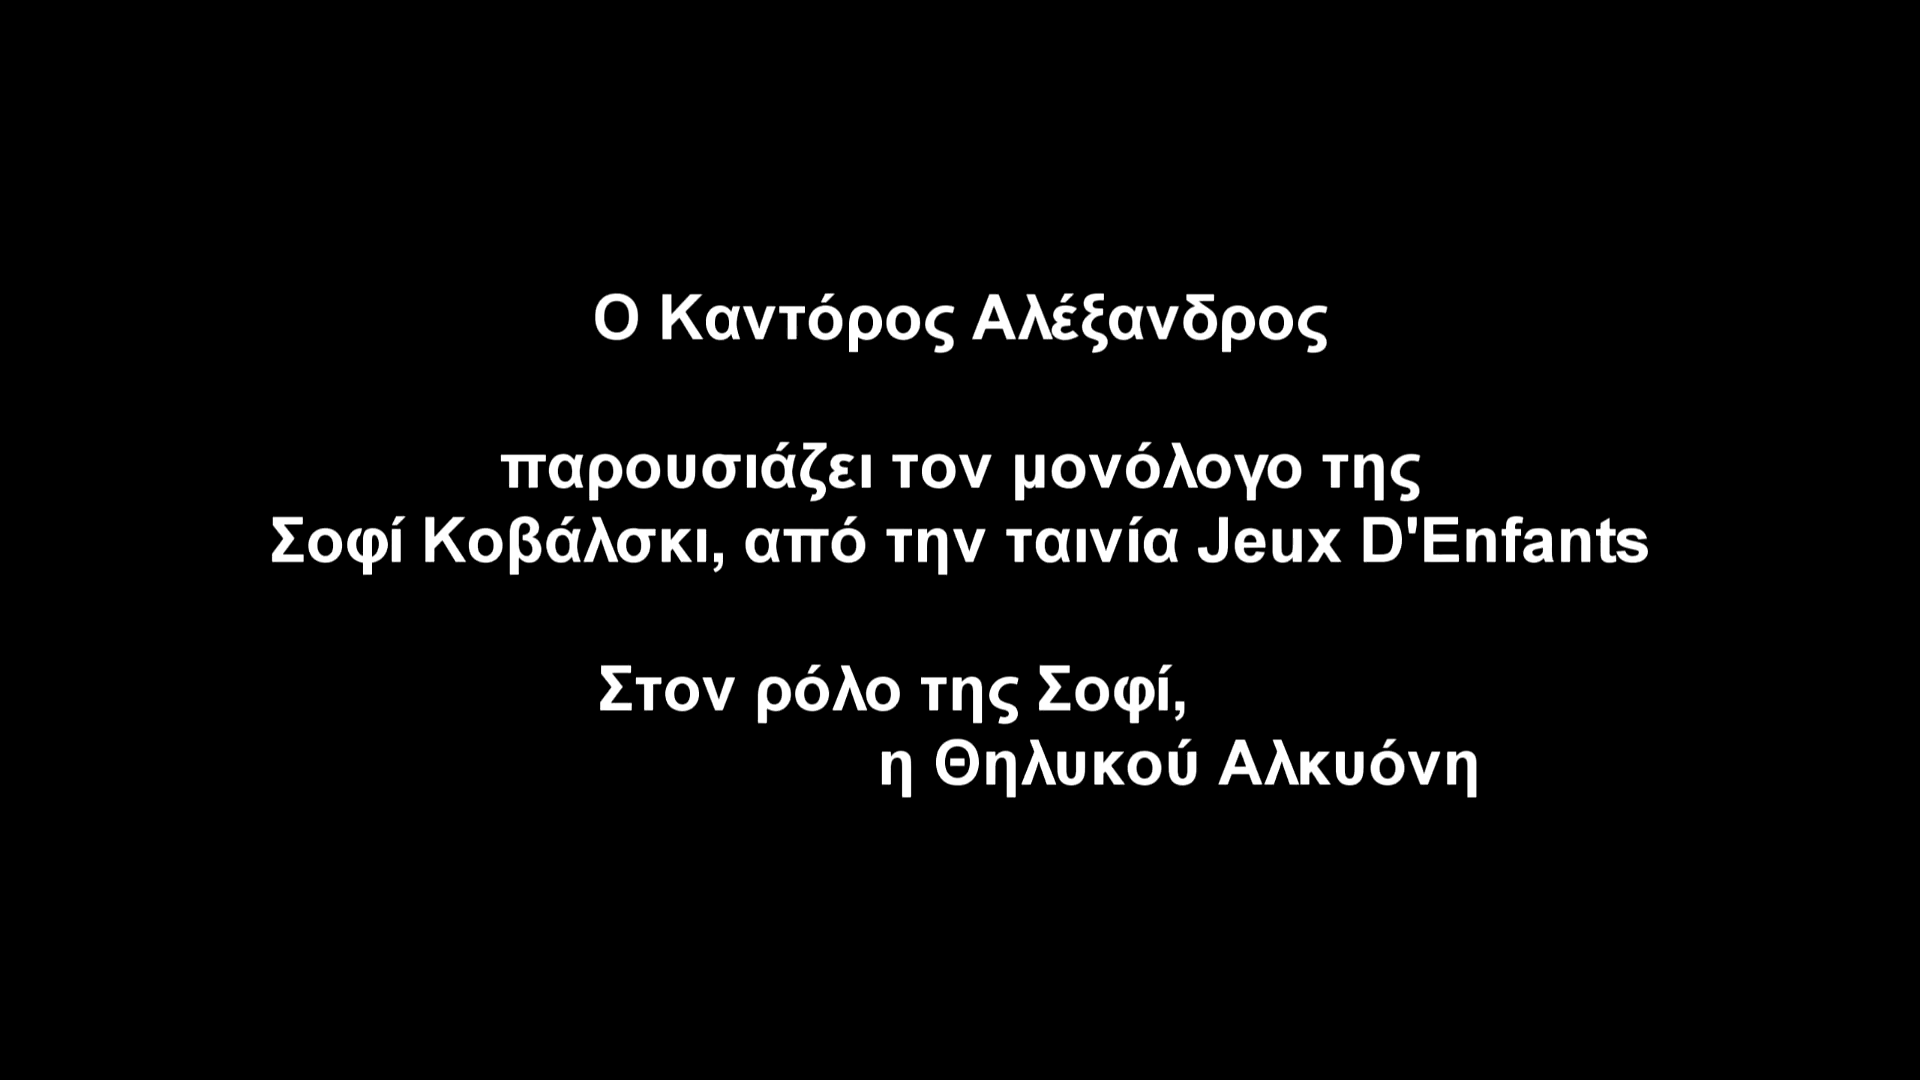 Ο Καντόρος Αλέξανδρος
παρουσιάζει τον μονόλογο της
Σοφί Κοβάλσκι, από την ταινία Jeux D'Enfants
Στον ρόλο της Σοφί,
η Θηλυκού Αλκυόνη